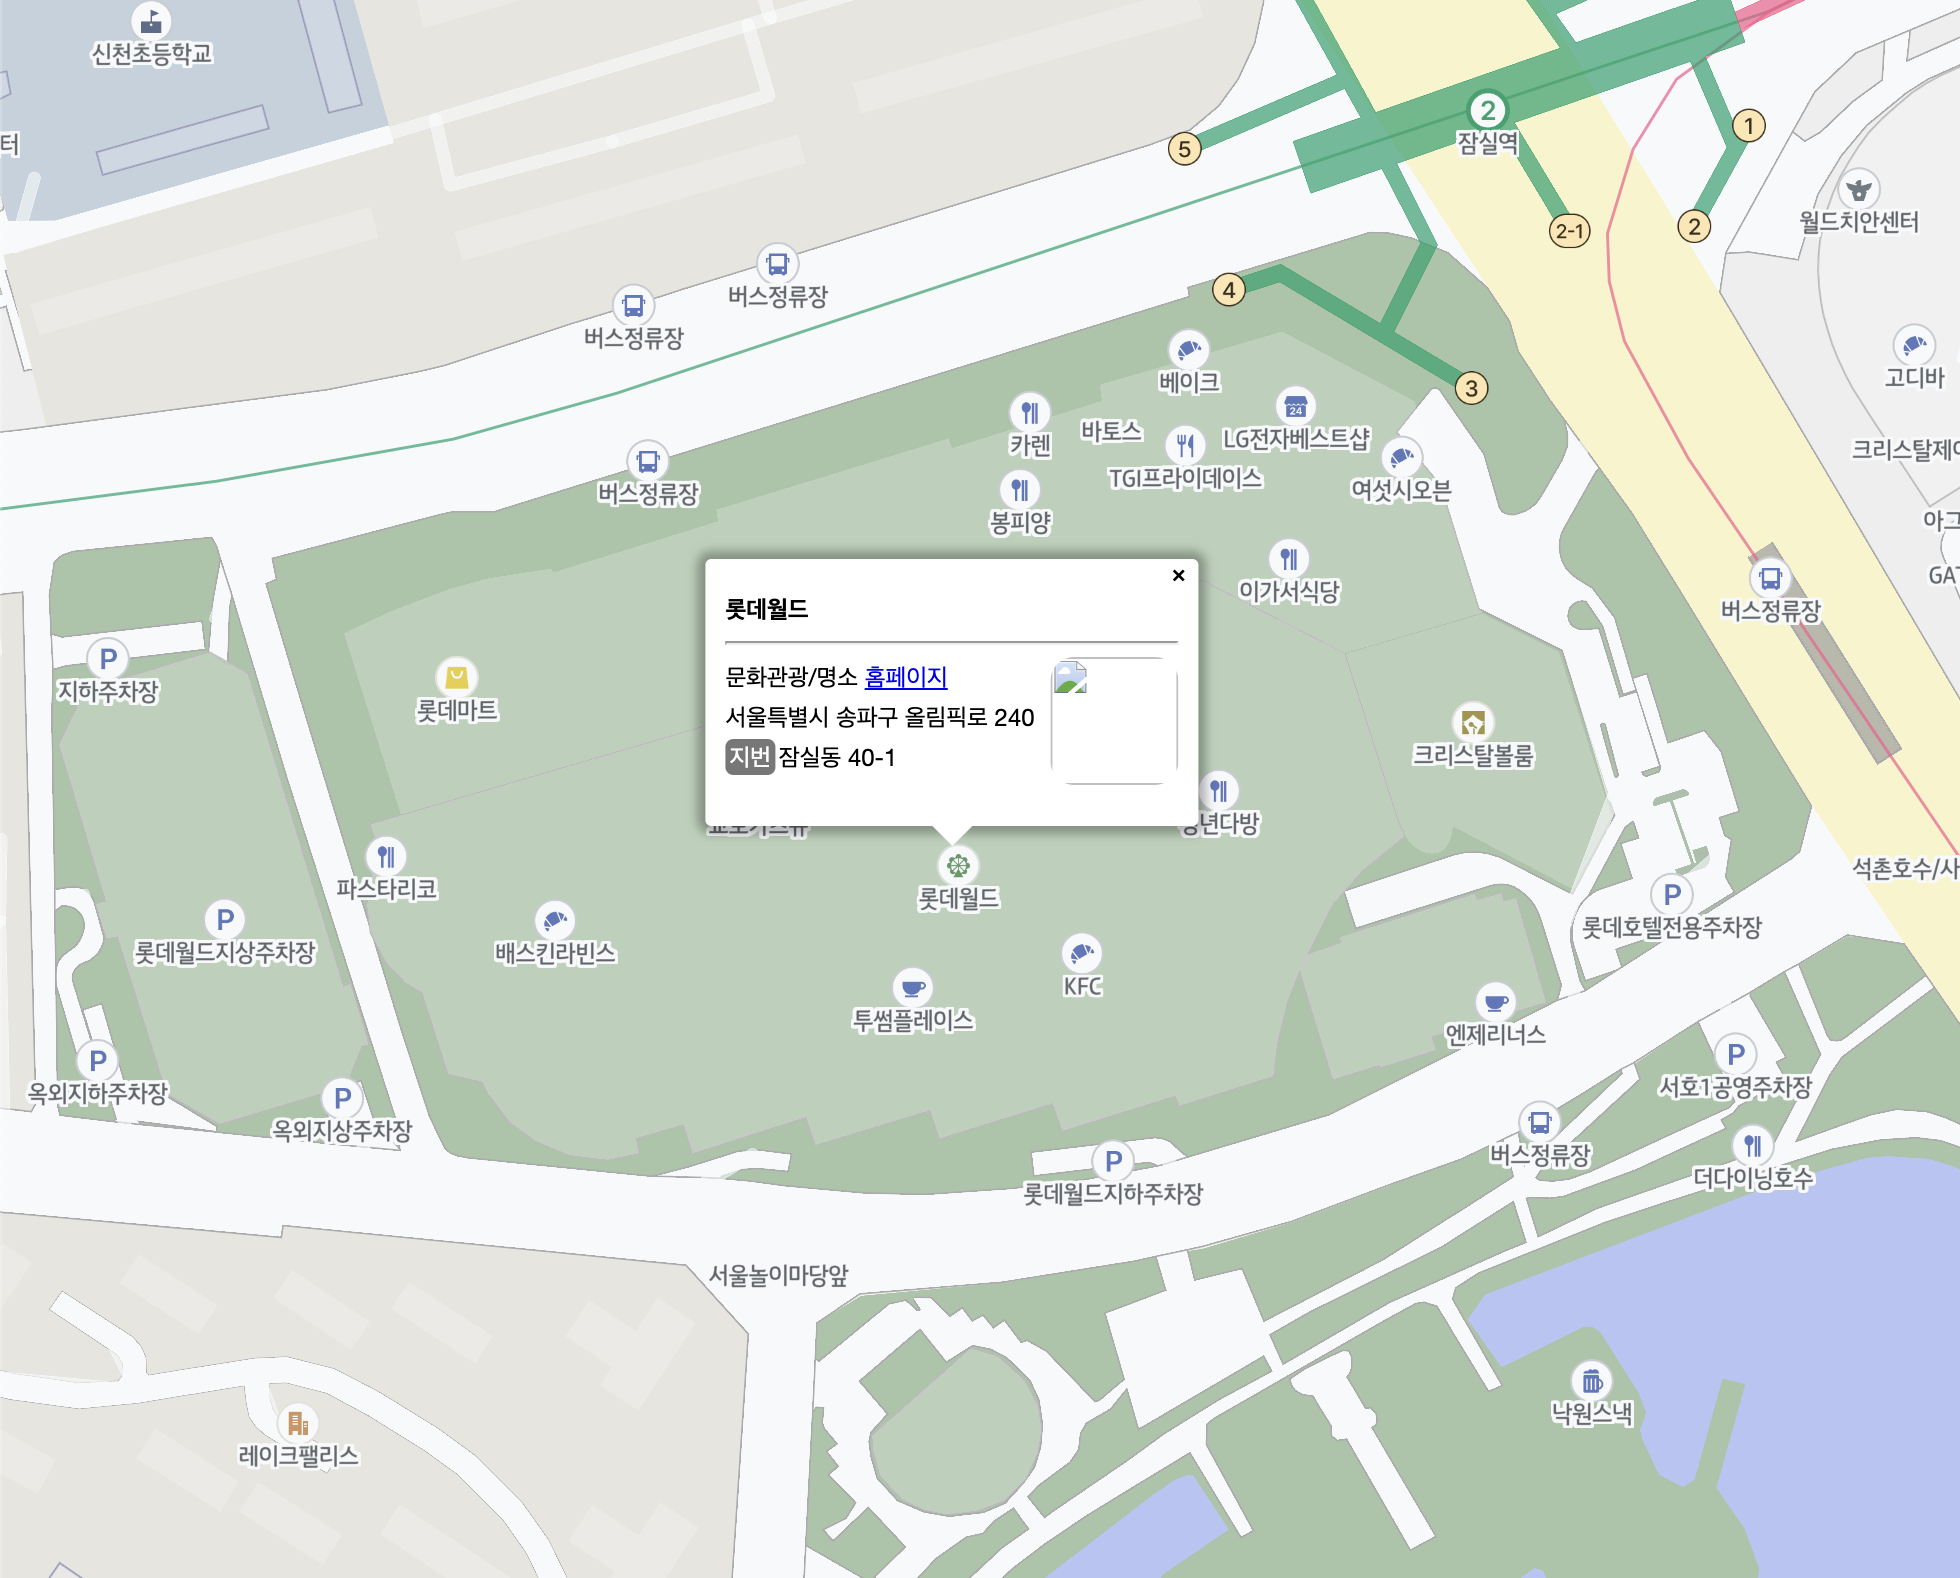 신천초등학교
터
5
2
잠실역
1
2-1
2
월드치안센터
버스정류장
버스정류장
4
3
베이크
고디바
카렌
바토스
LG전자베스트샵
TGI프라이데이스
크리스탈제이
여섯시오븐
버스정류장
봉피양
이가서식당
버스정류장
지하주차장
롯데마트
롯데월드
문화관광/명소 홈페이지
서울특별시 송파구 올림픽로 240
지번 잠실동 40-1
크리스탈볼룸
년다방
파스타리코
롯데월드
석촌호수/사
롯데호텔전용주차장
롯데월드지상주차장
배스킨라빈스
KFC
투썸플레이스
엔제리너스
옥외지하주차장
서호1공영주차장
옥외지상주차장
버스정류장
더다이닝호수
롯데월드지하주차장
서울놀이마당앞
낙원스낵
레이크팰리스